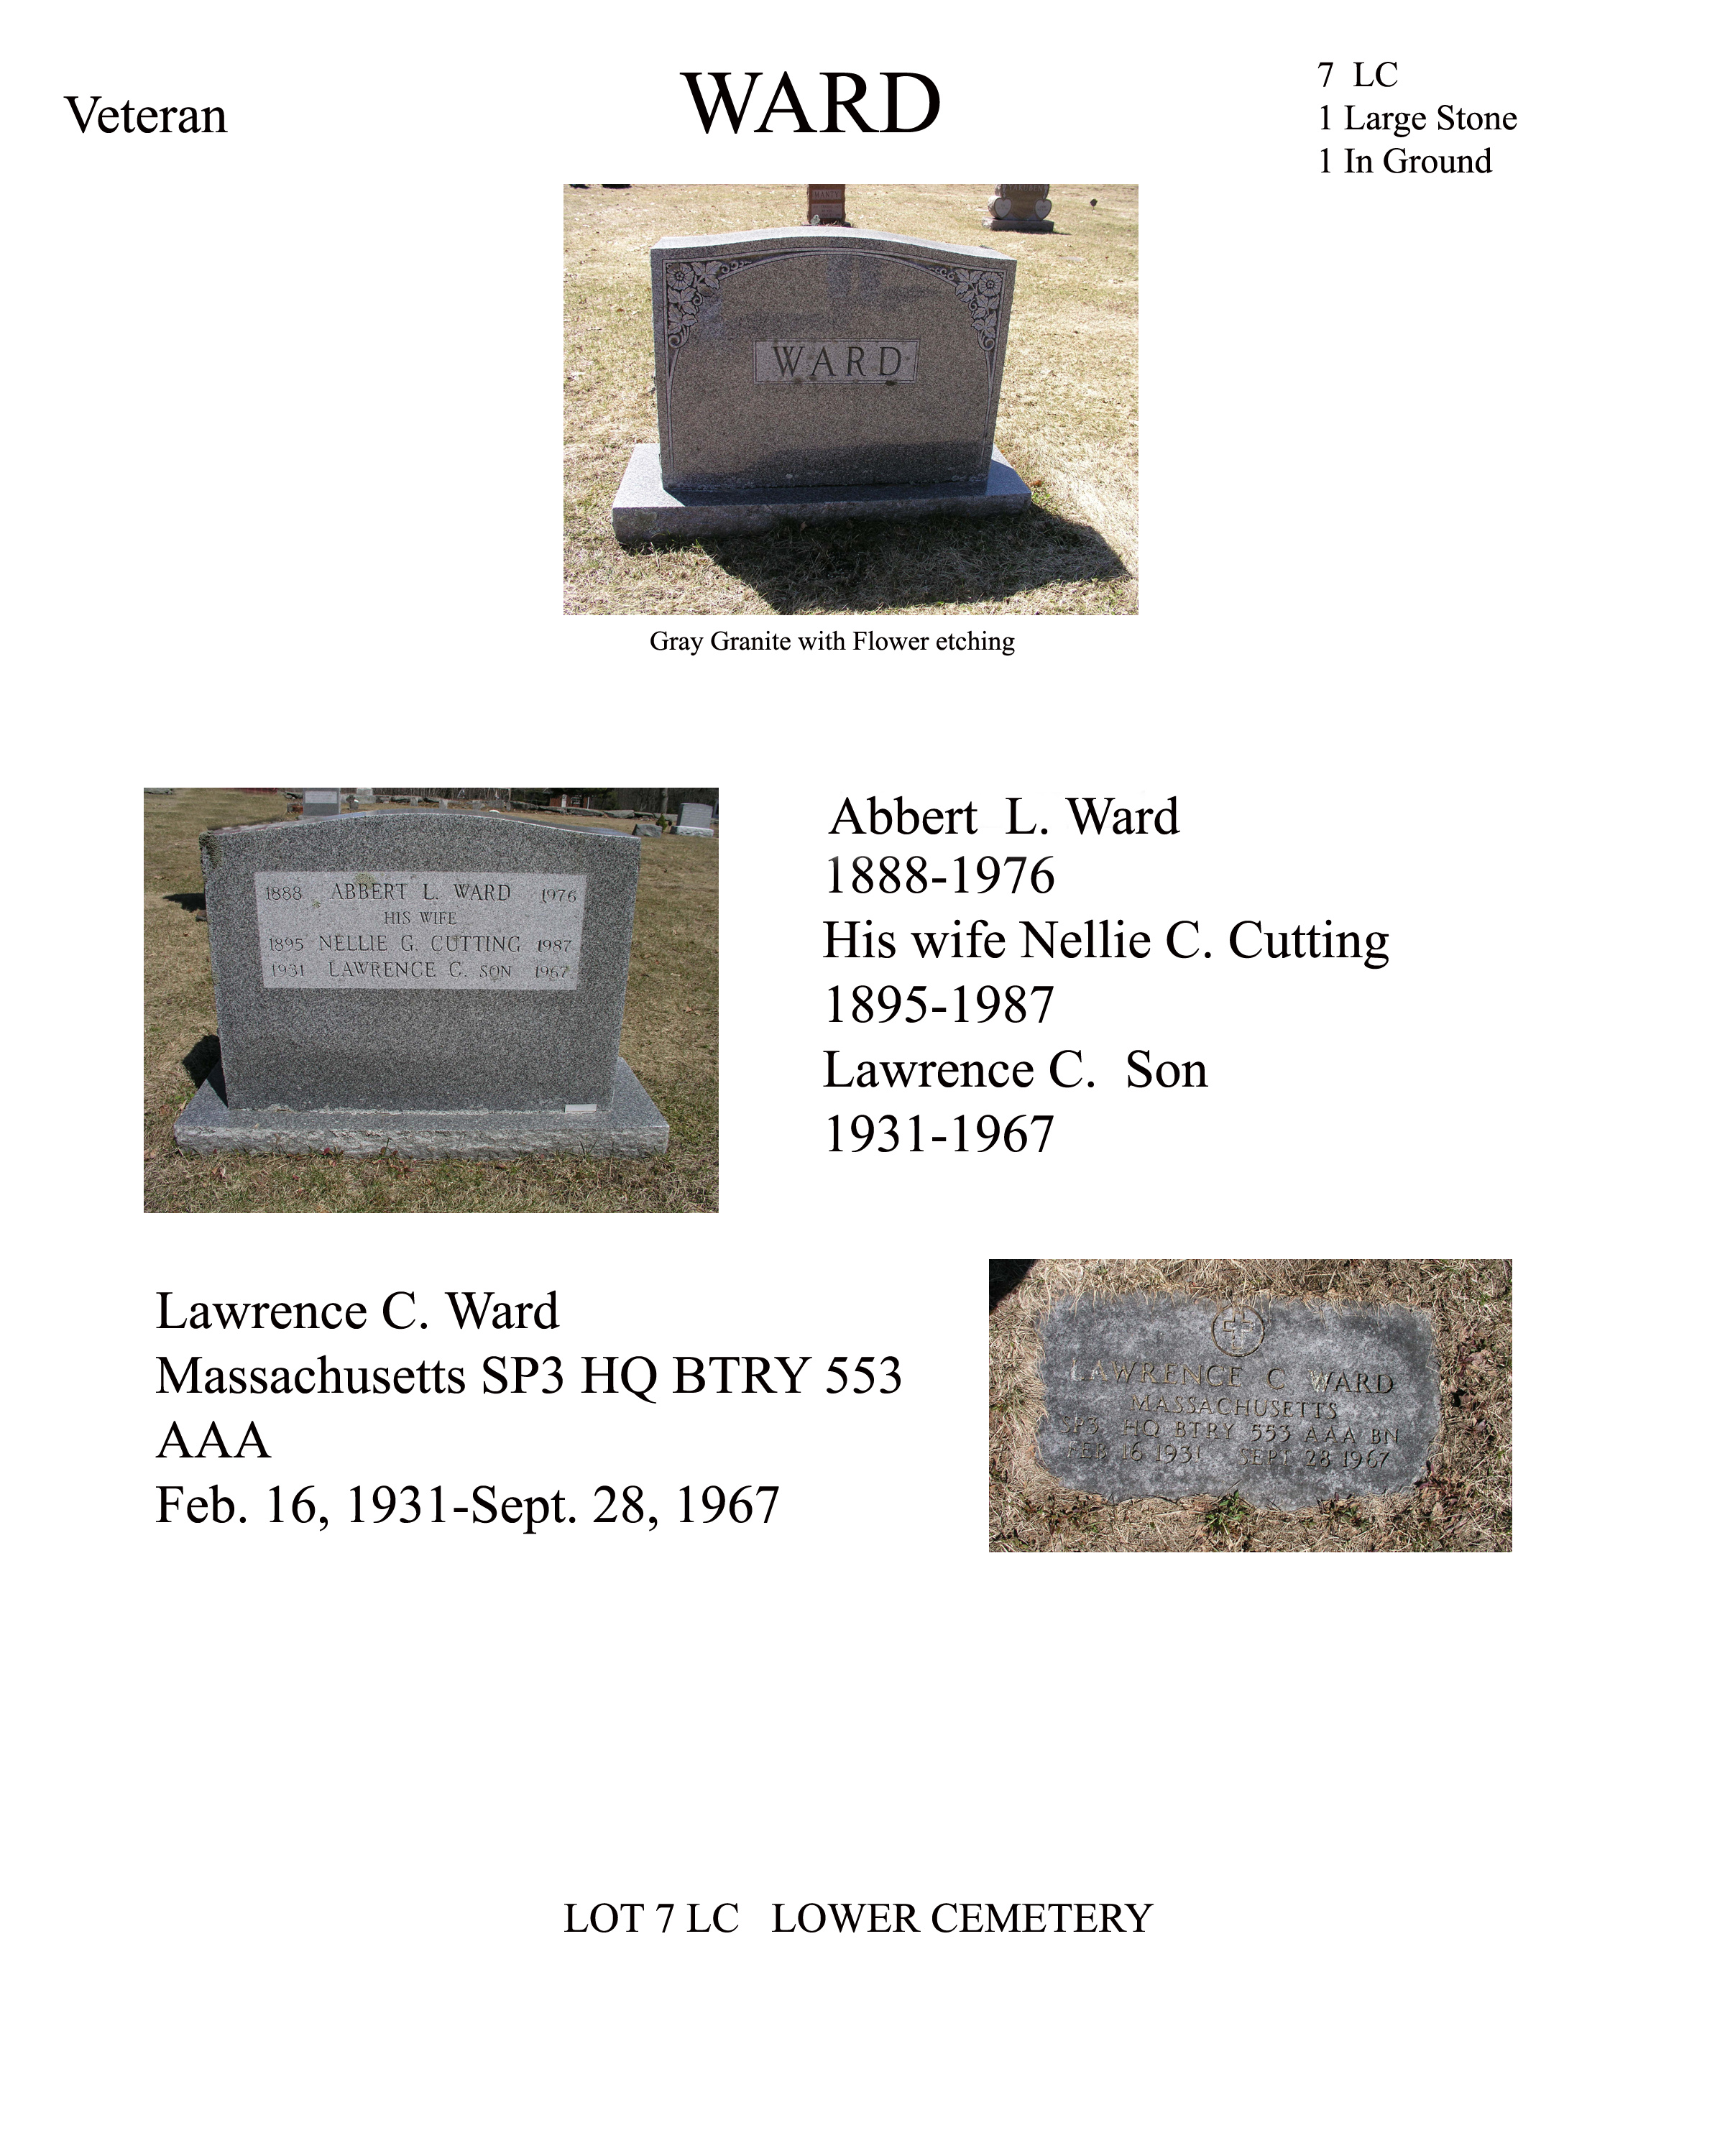 Veteran
WARD
7 LC
1 Large Stone
1 In Ground
WARD
Gray Granite with Flower etching
1888 ABBERT L. WARD 1976
HIS WIFE
1895 NELLIE G. CUTTING 1987
1931 LAWRENCE C. SON 1967
Abbert L. Ward
1888-1976
His wife Nellie C. Cutting
1895-1987
Lawrence C. Son
1931-1967
Lawrence C. Ward
Massachusetts SP3 HQ BTRY 553
AAA
Feb. 16, 1931-Sept. 28, 1967
LAWRENCE C WARD
MASSACHUSETTS
SP3 HQ BTRY 553 AAA BN
FEB 16 1931 SEPT 28 1967
LOT 7 LC LOWER CEMETERY